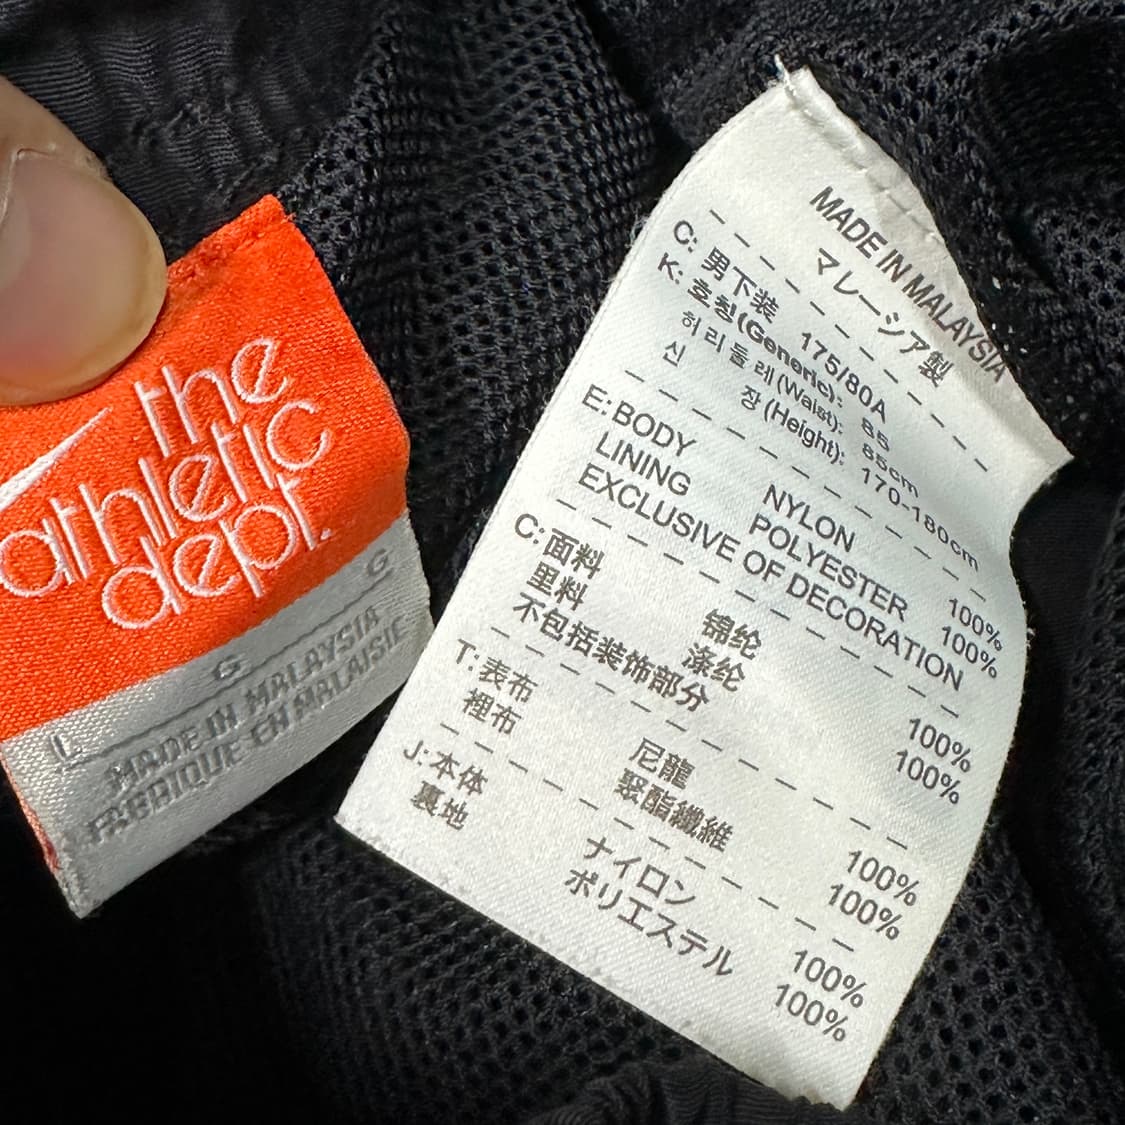 the
athletic
dept.
L G G
MADE IN MALAYSIA
FABRIQUE EN MALAISIE
MADE IN MALAYSIA
マレーシア製
C: 男下装 175/80A
K: 호칭(Generic): 85
허리둘레(Waist): 85cm
신 장(Height): 170-180cm
E: BODY NYLON 100%
LINING POLYESTER 100%
EXCLUSIVE OF DECORATION
C: 面料 锦纶 100%
里料 涤纶 100%
不包括装饰部分
T: 表布 尼龍 100%
裡布 聚酯纖維 100%
J: 本体 ナイロン 100%
裏地 ポリエステル 100%